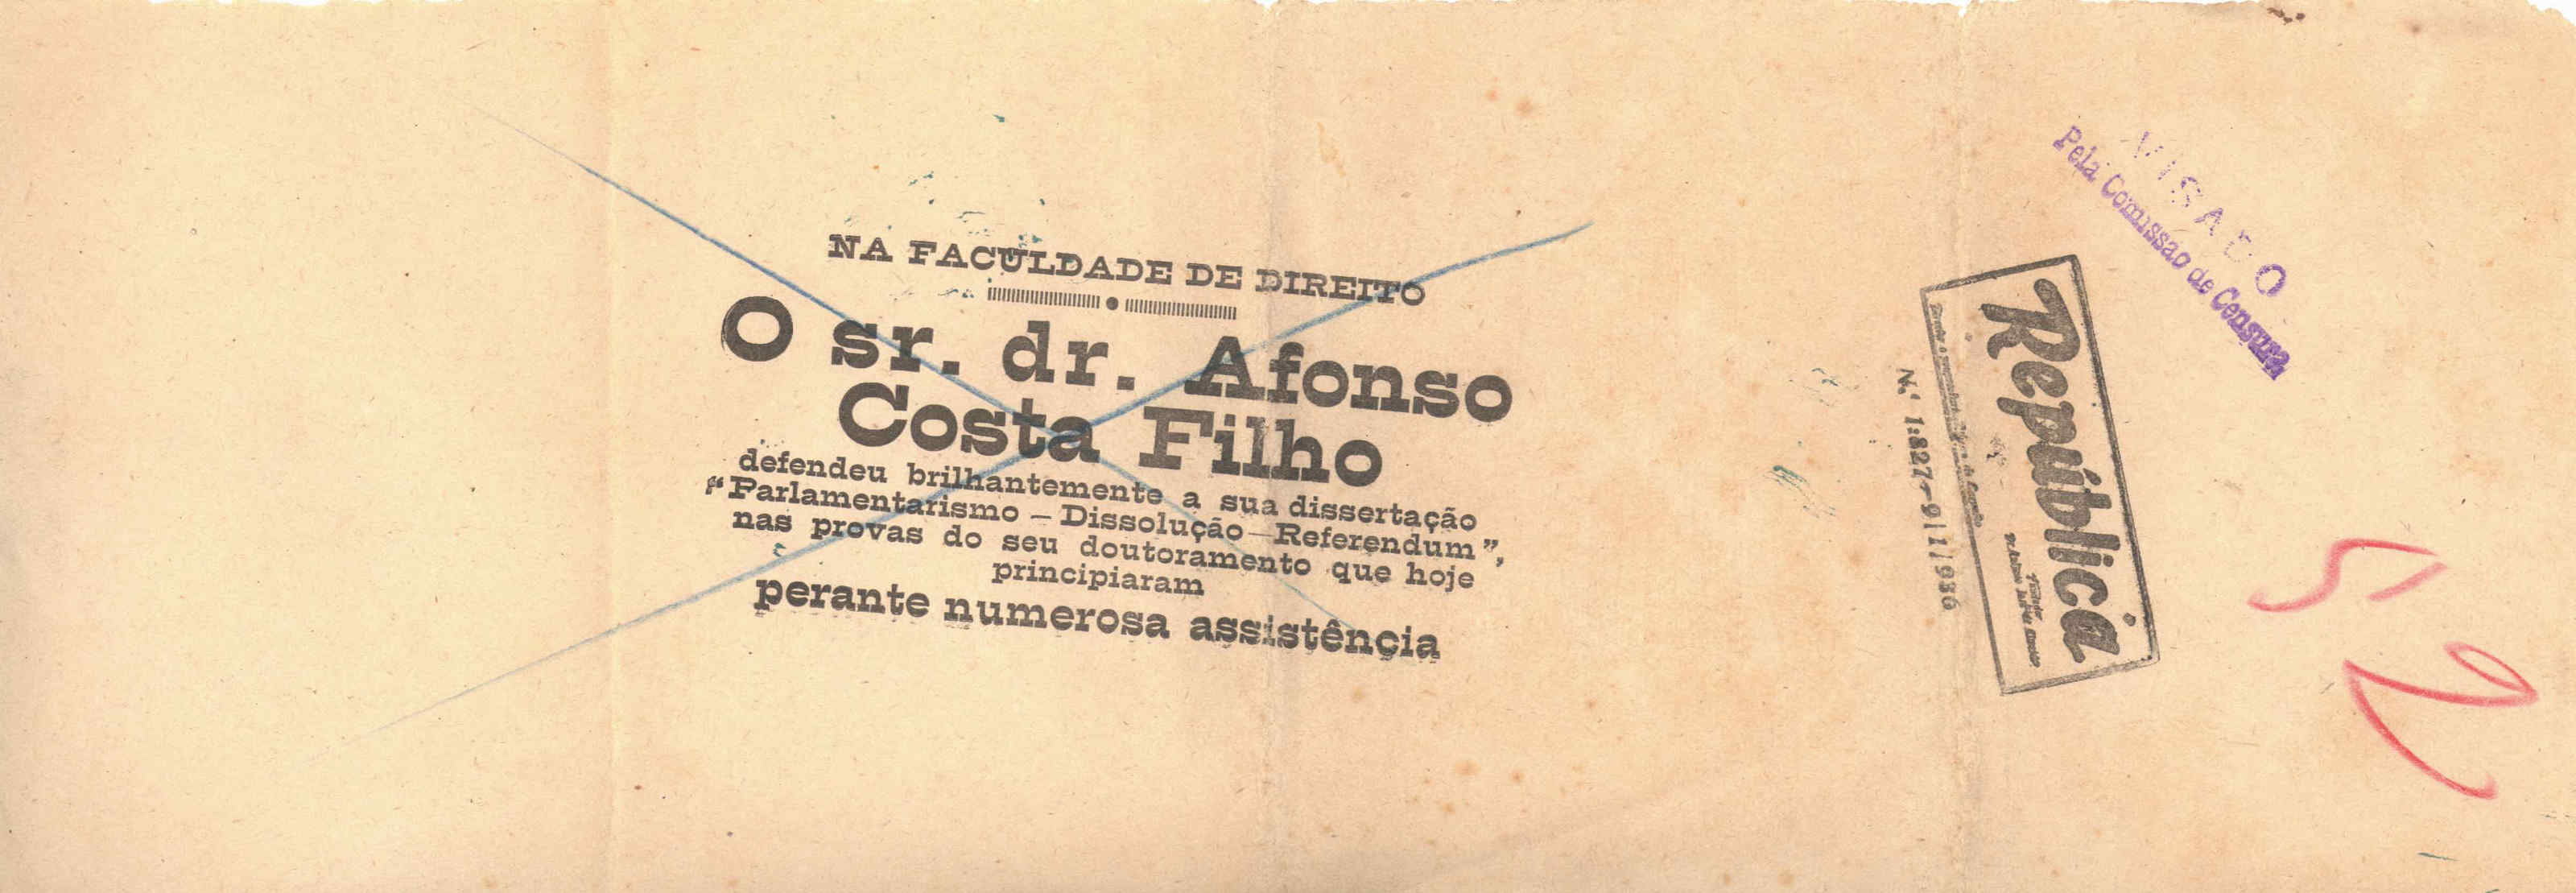 NA FACULDADE DE DIREITO
O sr. dr. Afonso
Costa Filho
defendeu brilhantemente a sua dissertação
“Parlamentarismo — Dissolução — Referendum”,
nas provas do seu doutoramento que hoje
principiaram
perante numerosa assistência
VISADO
Pela Comissao de Censura
República
N.º 1:827—9/1/936
52